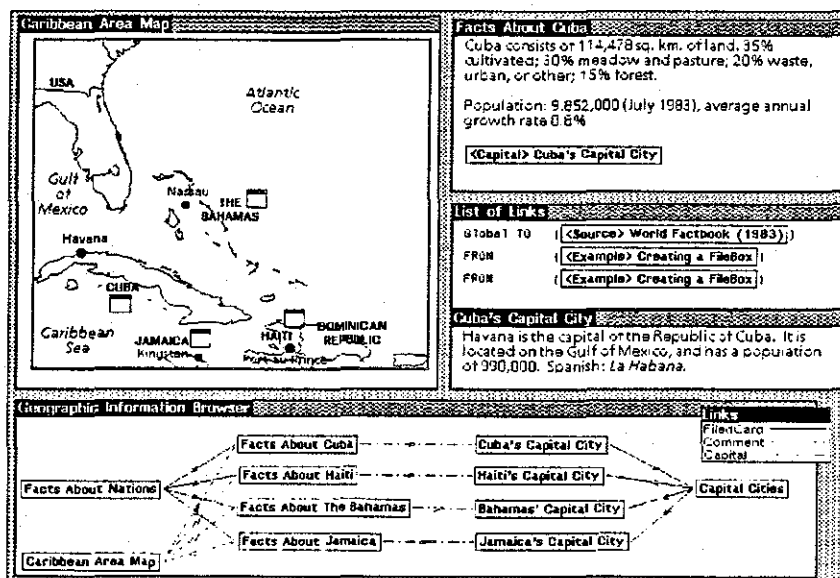 Caribbean Area Map
USA
Atlantic
Ocean
Gulf
of
Mexico
Nassau
THE
BAHAMAS
Havana
CUBA
Caribbean
Sea
JAMAICA
Kingston
HAITI
Port-au-Prince
DOMINICAN
REPUBLIC
Facts About Cuba
Cuba consists of 114,478 sq. km. of land, 35%
cultivated; 30% meadow and pasture; 20% waste,
urban, or other; 15% forest.
Population: 9,852,000 (July 1983), average annual
growth rate 0.8%
<Capital> Cuba's Capital City
List of Links
Global TO (<Source> World Factbook (1983))
FROM (<Example> Creating a FileBox)
FROM (<Example> Creating a FileBox)
Cuba's Capital City
Havana is the capital of the Republic of Cuba. It is
located on the Gulf of Mexico, and has a population
of 990,000. Spanish: La Habana.
Geographic Information Browser
Links
FiledCard
Comment
Capital
Facts About Cuba
Cuba's Capital City
Facts About Haiti
Haiti's Capital City
Facts About Nations
Capital Cities
Facts About The Bahamas
Bahamas' Capital City
Facts About Jamaica
Jamaica's Capital City
Caribbean Area Map